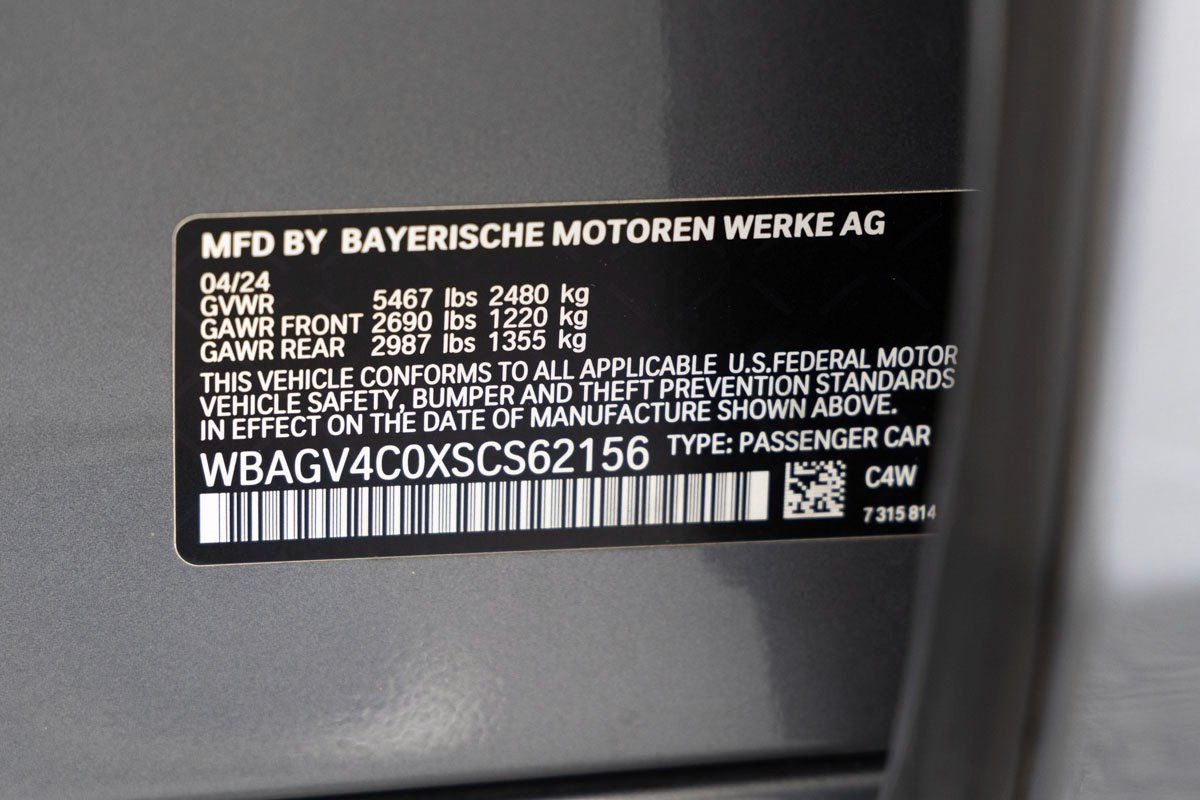 MFD BY BAYERISCHE MOTOREN WERKE AG
04/24
GVWR 5467 lbs 2480 kg
GAWR FRONT 2690 lbs 1220 kg
GAWR REAR 2987 lbs 1355 kg
THIS VEHICLE CONFORMS TO ALL APPLICABLE U.S.FEDERAL MOTOR
VEHICLE SAFETY, BUMPER AND THEFT PREVENTION STANDARDS
IN EFFECT ON THE DATE OF MANUFACTURE SHOWN ABOVE.
WBAGV4C0XSCS62156 TYPE: PASSENGER CAR
C4W
7 315 814